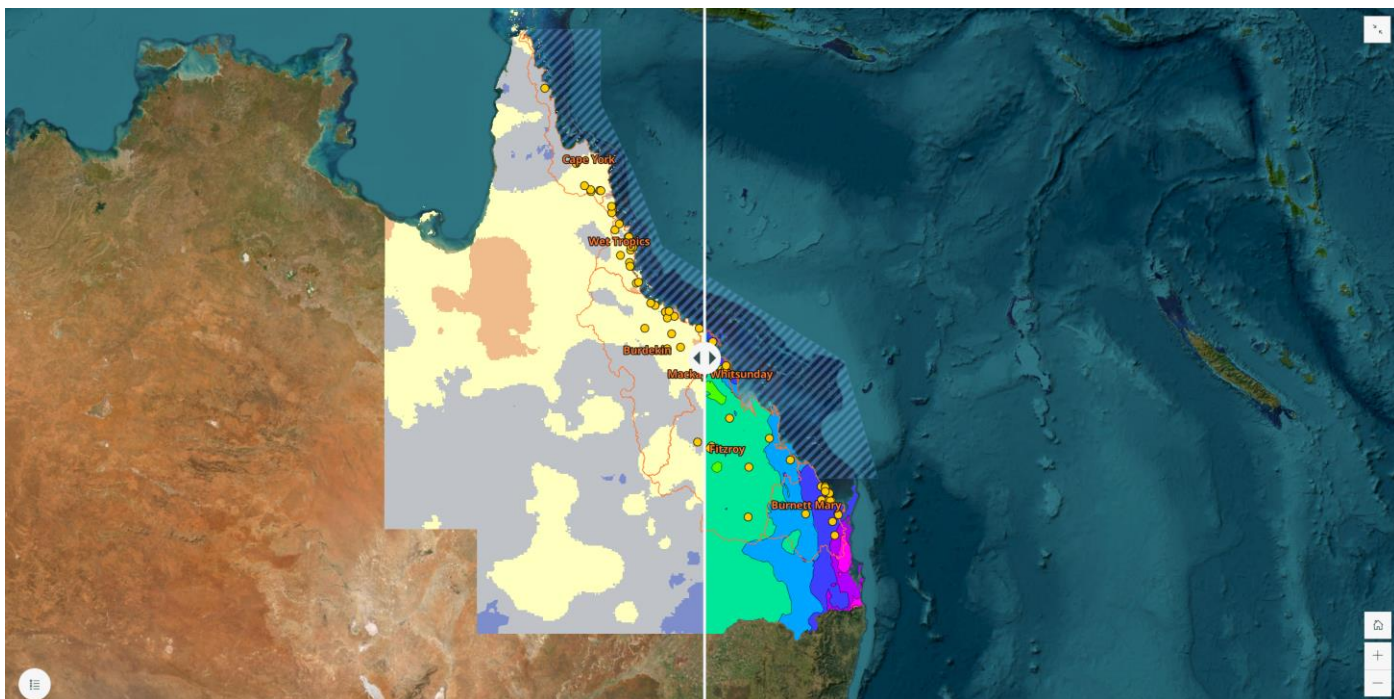 Cape York
Wet Tropics
Burdekin
Mackay Whitsunday
Fitzroy
Burnett Mary